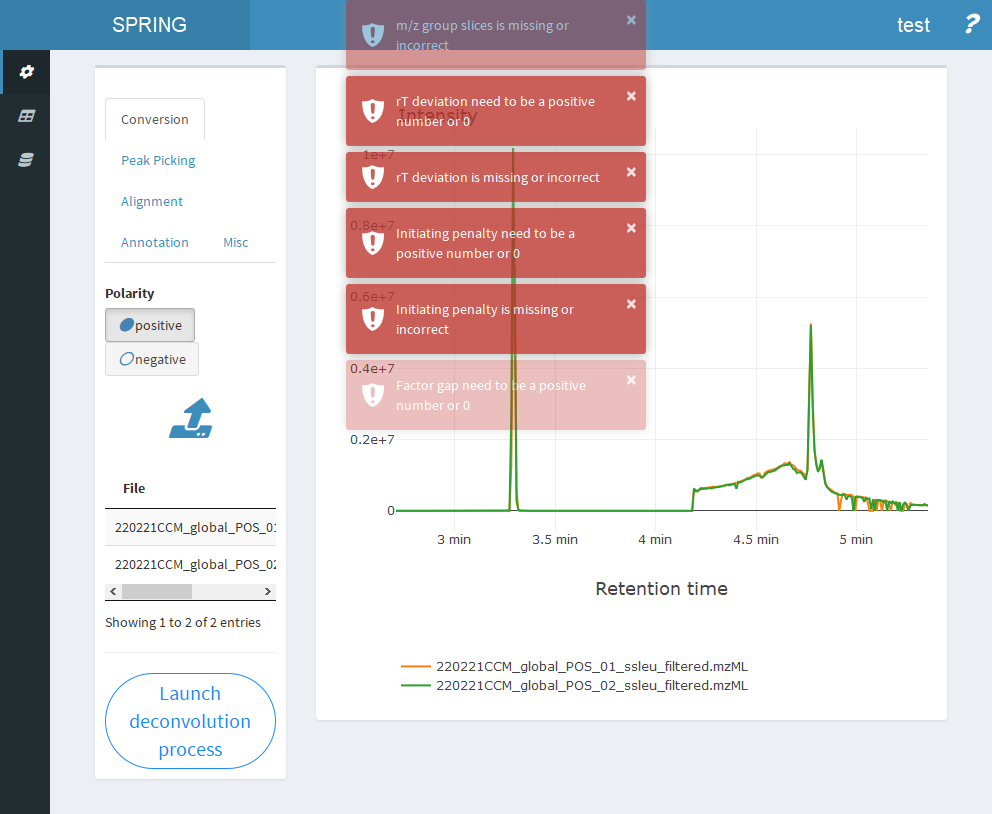 SPRING
test
?
Conversion
Peak Picking
Alignment
Annotation
Misc
Polarity
positive
negative
File
220221CCM_global_POS_01
220221CCM_global_POS_02
Showing 1 to 2 of 2 entries
Launch
deconvolution
process
m/z group slices is missing or
incorrect
×
rT deviation need to be a positive
number or 0
×
rT deviation is missing or incorrect
×
Initiating penalty need to be a
positive number or 0
×
Initiating penalty is missing or
incorrect
×
Factor gap need to be a positive
number or 0
×
Intensity
1e+7
0.8e+7
0.6e+7
0.4e+7
0.2e+7
0
3 min
3.5 min
4 min
4.5 min
5 min
Retention time
220221CCM_global_POS_01_ssleu_filtered.mzML
220221CCM_global_POS_02_ssleu_filtered.mzML